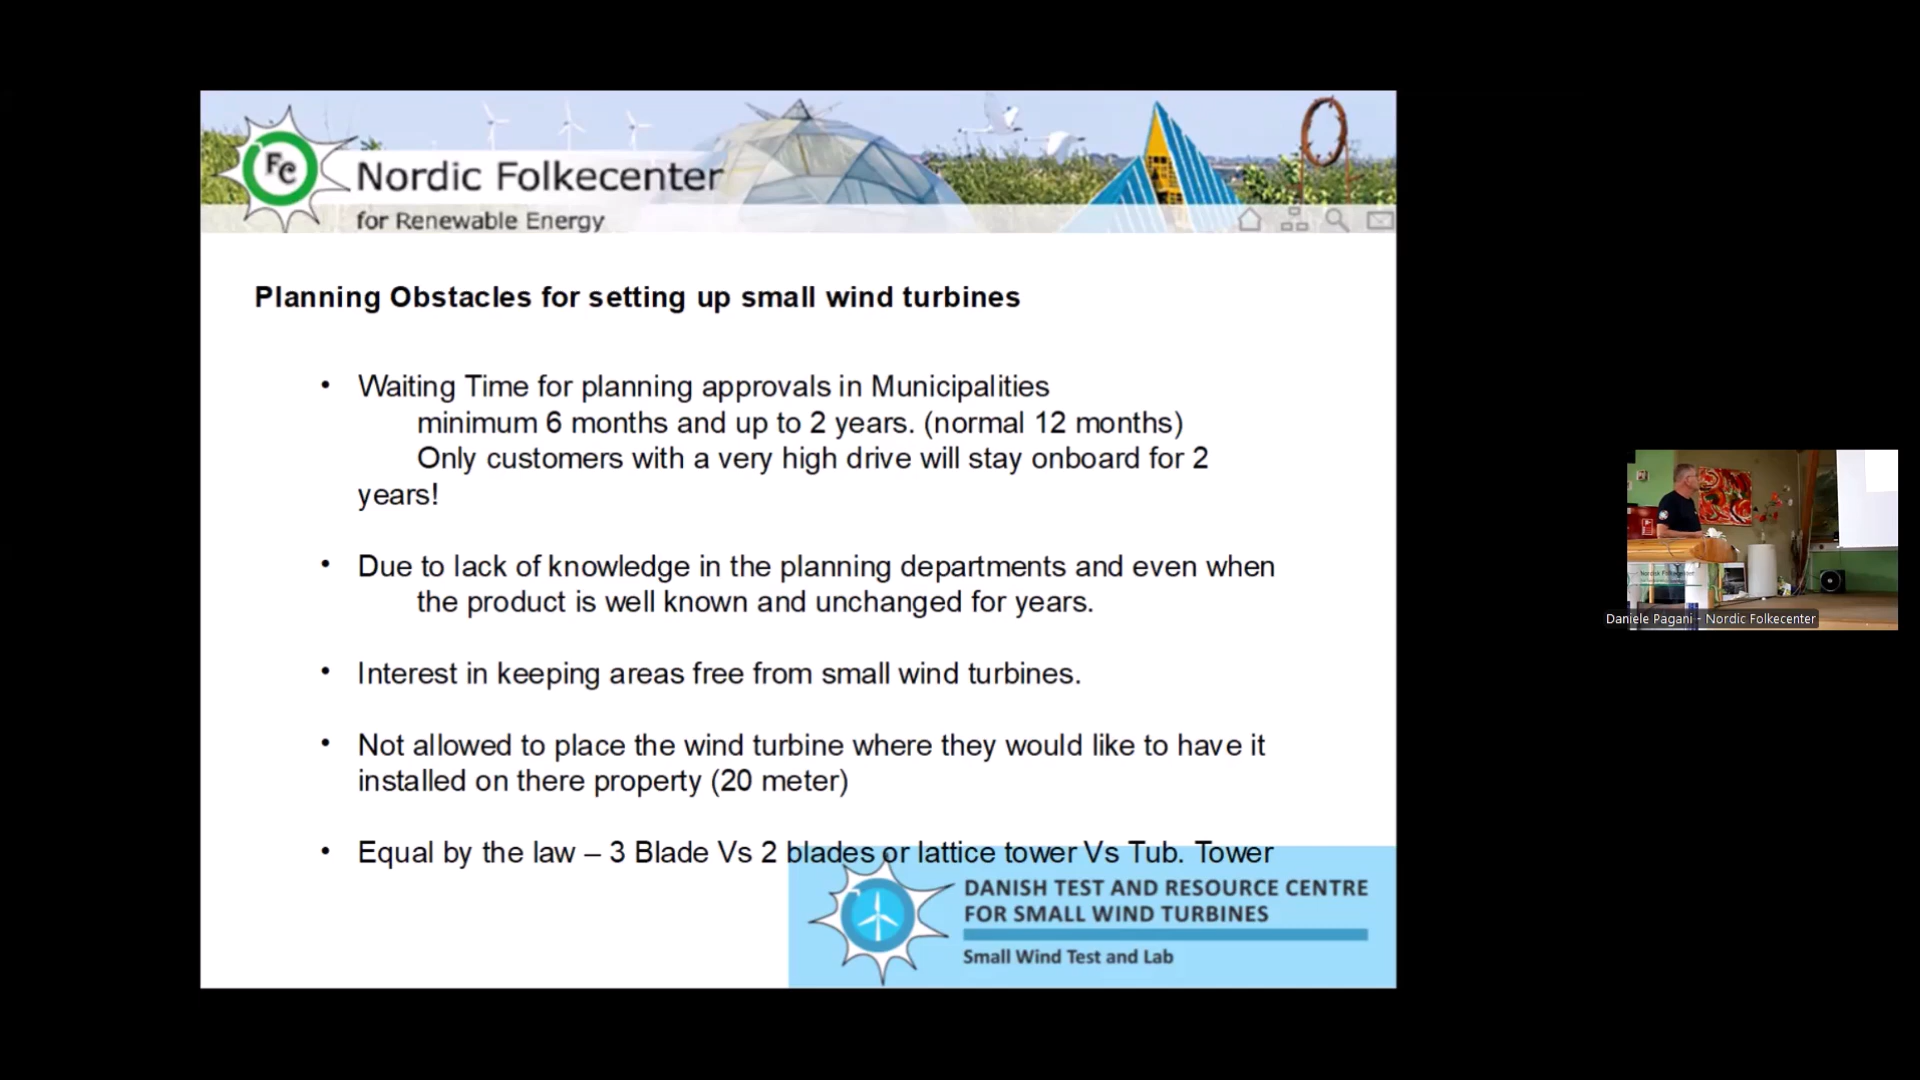 Fc
Nordic Folkecenter
for Renewable Energy
Planning Obstacles for setting up small wind turbines
• Waiting Time for planning approvals in Municipalities
minimum 6 months and up to 2 years. (normal 12 months)
Only customers with a very high drive will stay onboard for 2
years!
• Due to lack of knowledge in the planning departments and even when
the product is well known and unchanged for years.
• Interest in keeping areas free from small wind turbines.
• Not allowed to place the wind turbine where they would like to have it
installed on there property (20 meter)
• Equal by the law – 3 Blade Vs 2 blades or lattice tower Vs Tub. Tower
DANISH TEST AND RESOURCE CENTRE
FOR SMALL WIND TURBINES
Small Wind Test and Lab
Nordic Folkecenter
Daniele Pagani - Nordic Folkecenter